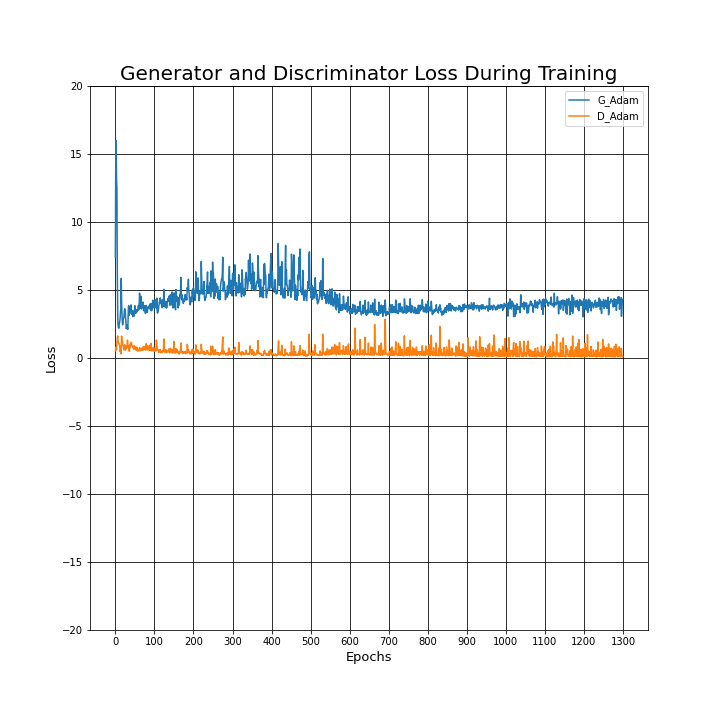 Generator and Discriminator Loss During Training
G_Adam
D_Adam
20
15
10
5
0
−5
−10
−15
−20
Loss
0 100 200 300 400 500 600 700 800 900 1000 1100 1200 1300
Epochs